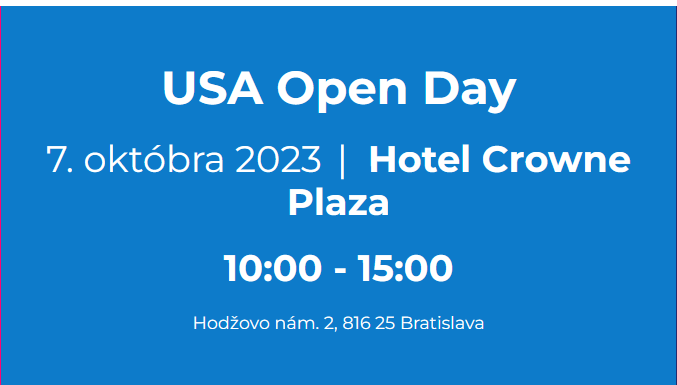 USA Open Day
7. októbra 2023 | Hotel Crowne
Plaza
10:00 - 15:00
Hodžovo nám. 2, 816 25 Bratislava